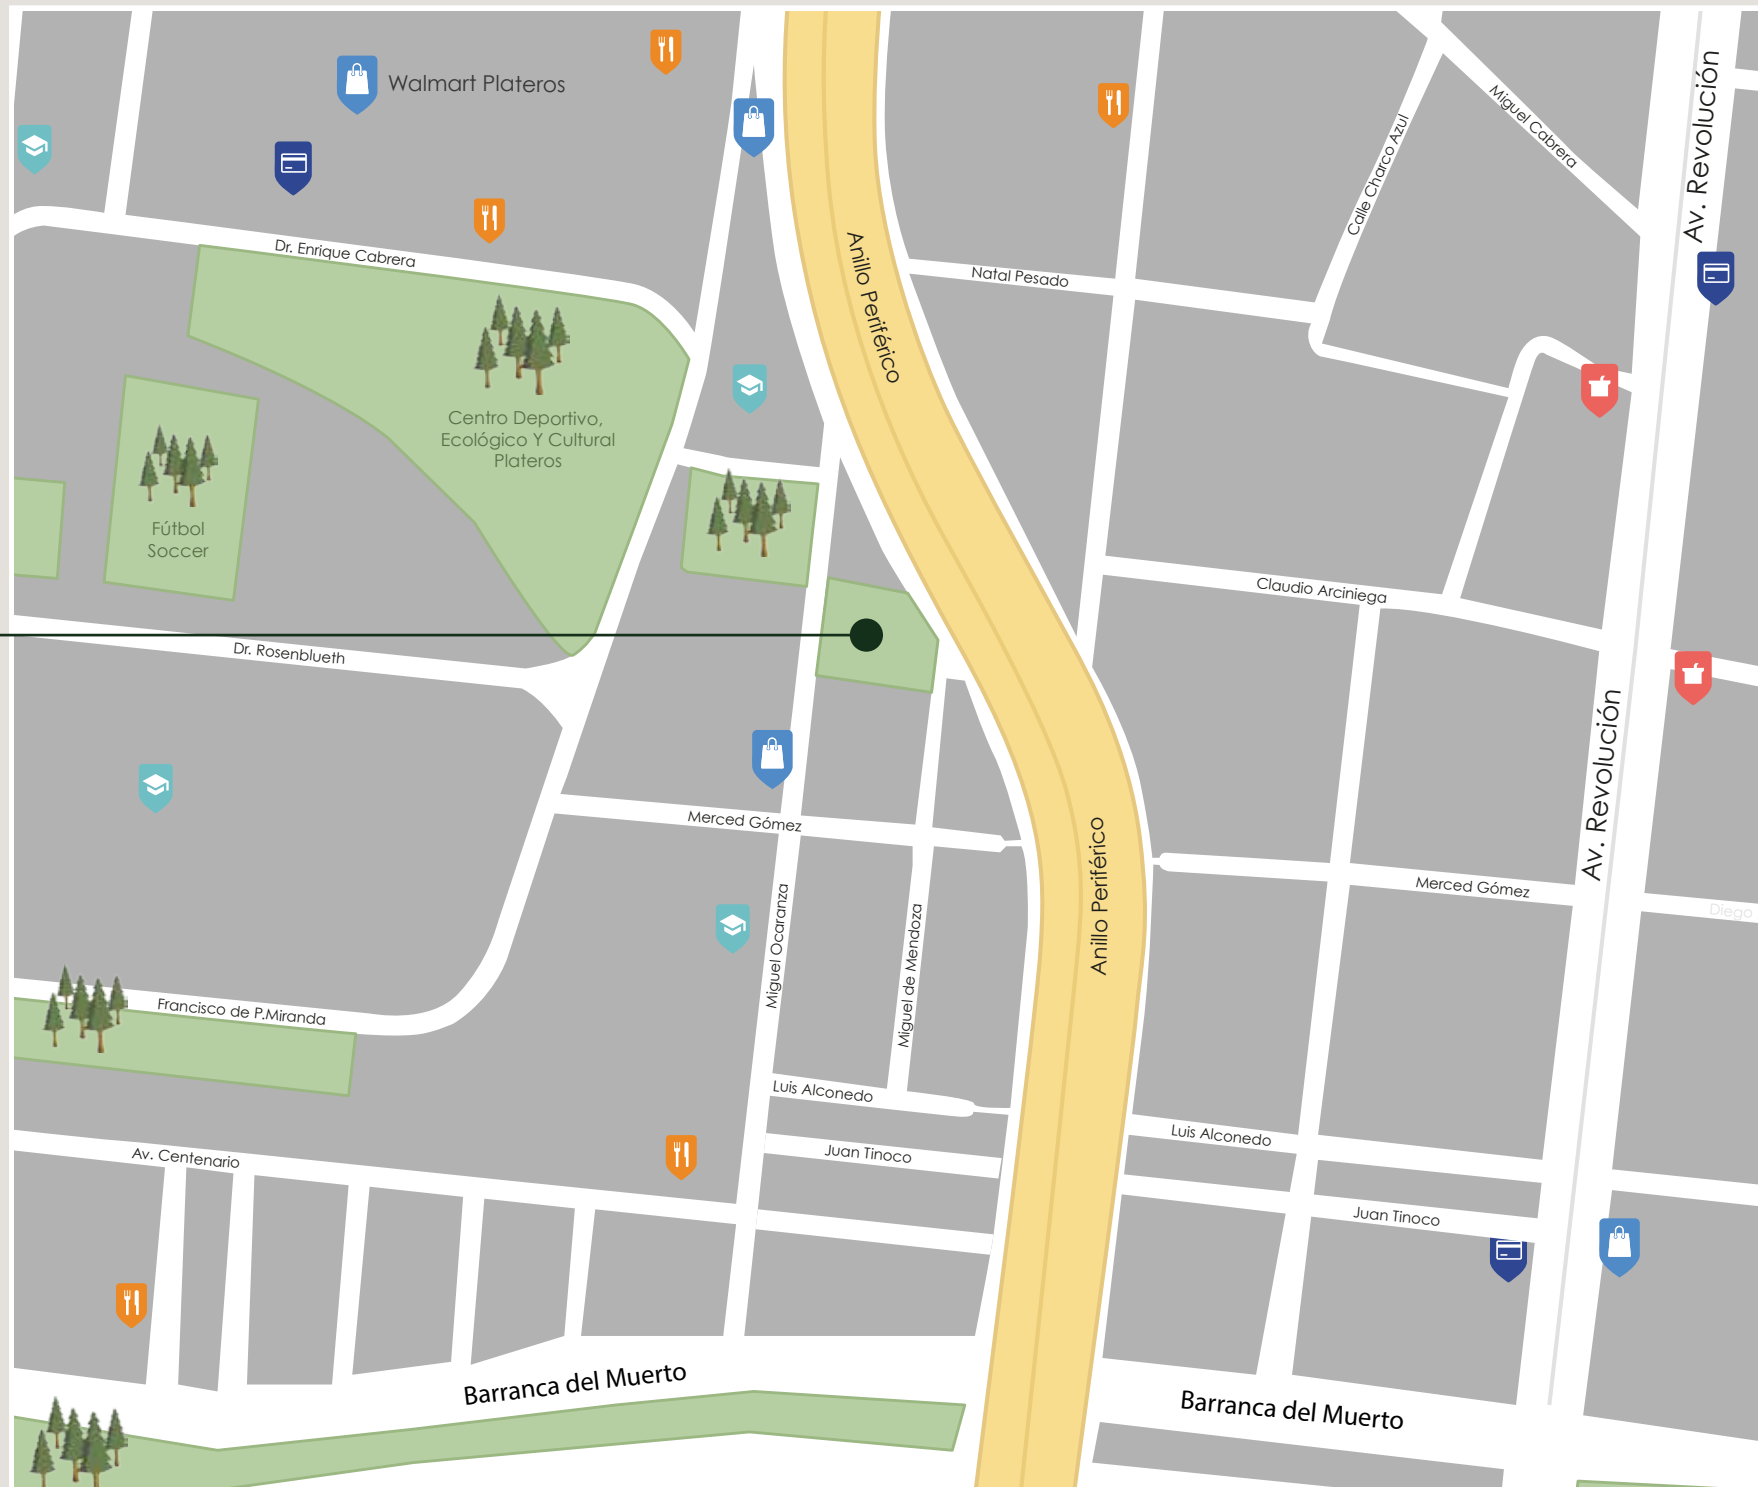 Walmart Plateros
Miguel Cabrera
Av. Revolución
Calle Charco Azul
Dr. Enrique Cabrera
Anillo Periférico
Natal Pesado
Centro Deportivo,
Ecológico Y Cultural
Plateros
Fútbol
Soccer
Claudio Arciniega
Dr. Rosenblueth
Av. Revolución
Merced Gómez
Anillo Periférico
Merced Gómez
Diego
Miguel Ocaranza
Miguel de Mendoza
Francisco de P.Miranda
Luis Alconedo
Luis Alconedo
Juan Tinoco
Av. Centenario
Juan Tinoco
Barranca del Muerto
Barranca del Muerto